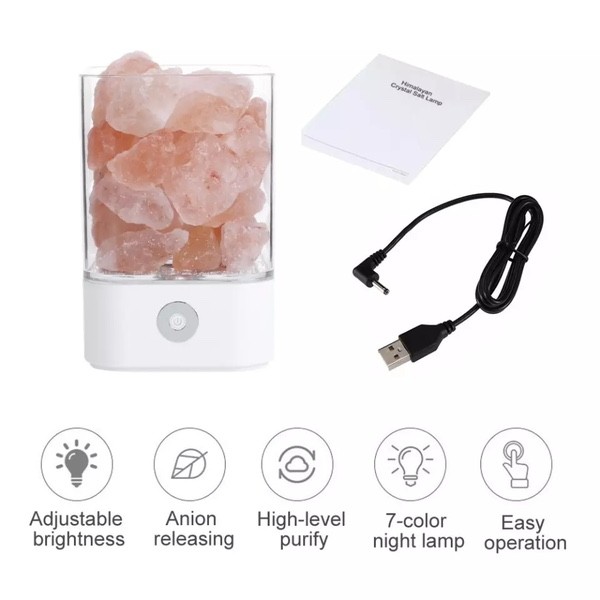 Himalayan
Crystal Salt Lamp
Adjustable
brightness
Anion
releasing
High-level
purify
7-color
night lamp
Easy
operation